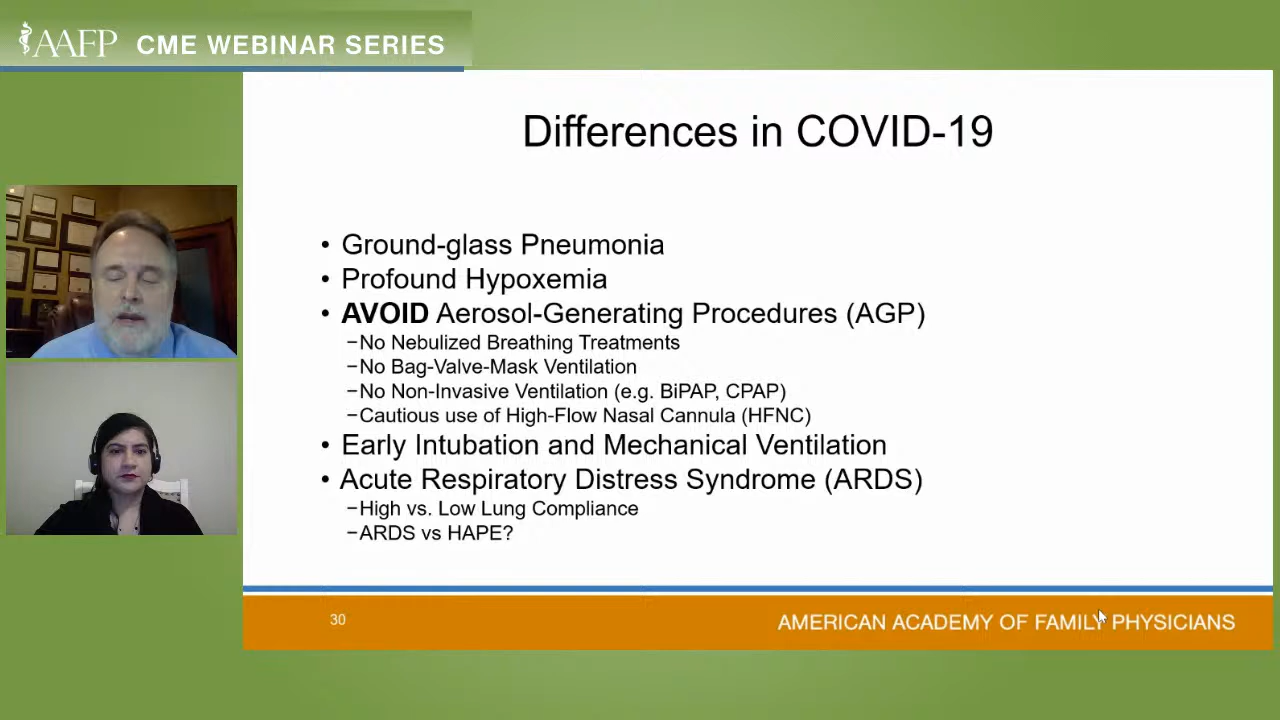 AAFP CME WEBINAR SERIES
Differences in COVID-19
• Ground-glass Pneumonia
• Profound Hypoxemia
• AVOID Aerosol-Generating Procedures (AGP)
−No Nebulized Breathing Treatments
−No Bag-Valve-Mask Ventilation
−No Non-Invasive Ventilation (e.g. BiPAP, CPAP)
−Cautious use of High-Flow Nasal Cannula (HFNC)
• Early Intubation and Mechanical Ventilation
• Acute Respiratory Distress Syndrome (ARDS)
−High vs. Low Lung Compliance
−ARDS vs HAPE?
30
AMERICAN ACADEMY OF FAMILY PHYSICIANS